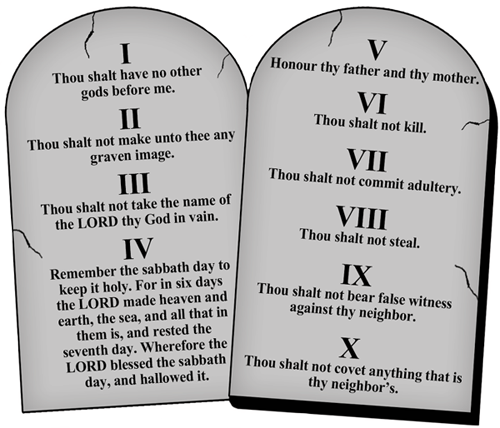 I
Thou shalt have no other
gods before me.
II
Thou shalt not make unto thee any
graven image.
III
Thou shalt not take the name of
the LORD thy God in vain.
IV
Remember the sabbath day to
keep it holy. For in six days
the LORD made heaven and
earth, the sea, and all that in
them is, and rested the
seventh day. Wherefore the
LORD blessed the sabbath
day, and hallowed it.
V
Honour thy father and thy mother.
VI
Thou shalt not kill.
VII
Thou shalt not commit adultery.
VIII
Thou shalt not steal.
IX
Thou shalt not bear false witness
against thy neighbor.
X
Thou shalt not covet anything that is
thy neighbor's.